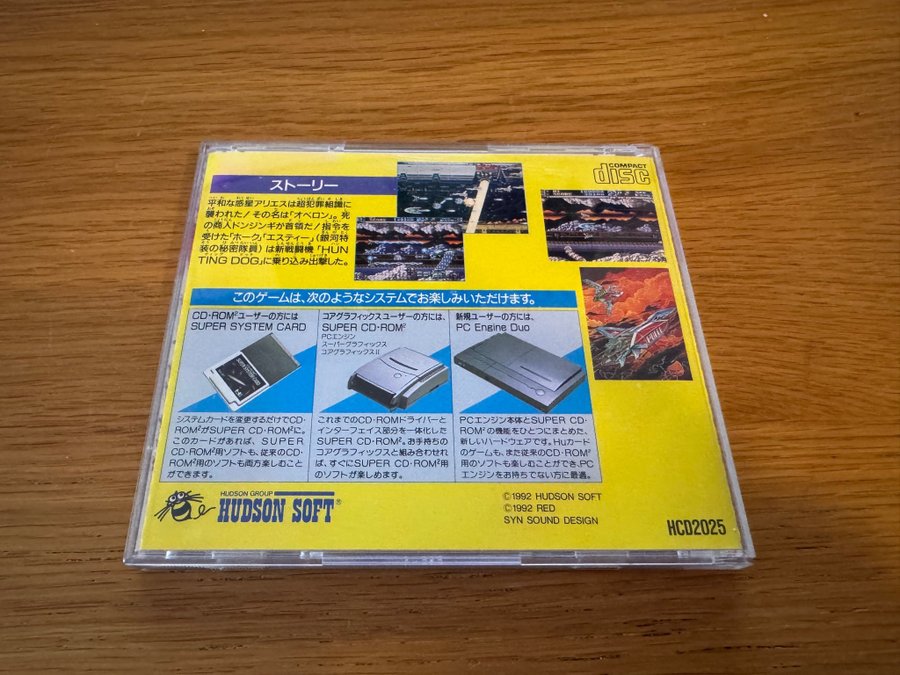 COMPACT
disc
ストーリー
平和な惑星アリエスは超犯罪組織に
襲われた！その名は「オベロン」。死
の商人ドンジンギが首領だ！指令を
受けた「ホーク」「エスティー」（銀河特
装の秘密隊員）は新戦闘機「HUN
TING DOG」に乗り込み出撃した。
このゲームは、次のようなシステムでお楽しみいただけます。
CD・ROM²ユーザーの方には
SUPER SYSTEM CARD
システムカードを変更するだけでCD・
ROM²がSUPER CD・ROM²に。
このカードがあれば、SUPER
CD・ROM²用ソフトも、従来のCD・
ROM²用のソフトも両方楽しむこと
ができます。
コアグラフィックスユーザーの方には、
SUPER CD・ROM²
PCエンジン
スーパーグラフィックス
コアグラフィックスII
これまでのCD・ROMドライバーと
インターフェイス部分を一体化した
SUPER CD・ROM²。お手持ちの
コアグラフィックスと組み合わせれ
ば、すぐにSUPER CD・ROM²用
のソフトが楽しめます。
新規ユーザーの方には、
PC Engine Duo
PCエンジン本体とSUPER CD・
ROM²の機能をひとつにまとめた、
新しいハードウェアです。Huカード
のゲームも、また従来のCD・ROM²
用のソフトも楽しむことができ、PC
エンジンをお持ちでない方に最適。
HUDSON GROUP
HUDSON SOFT®
©1992 HUDSON SOFT
©1992 RED
SYN SOUND DESIGN
HCD2025